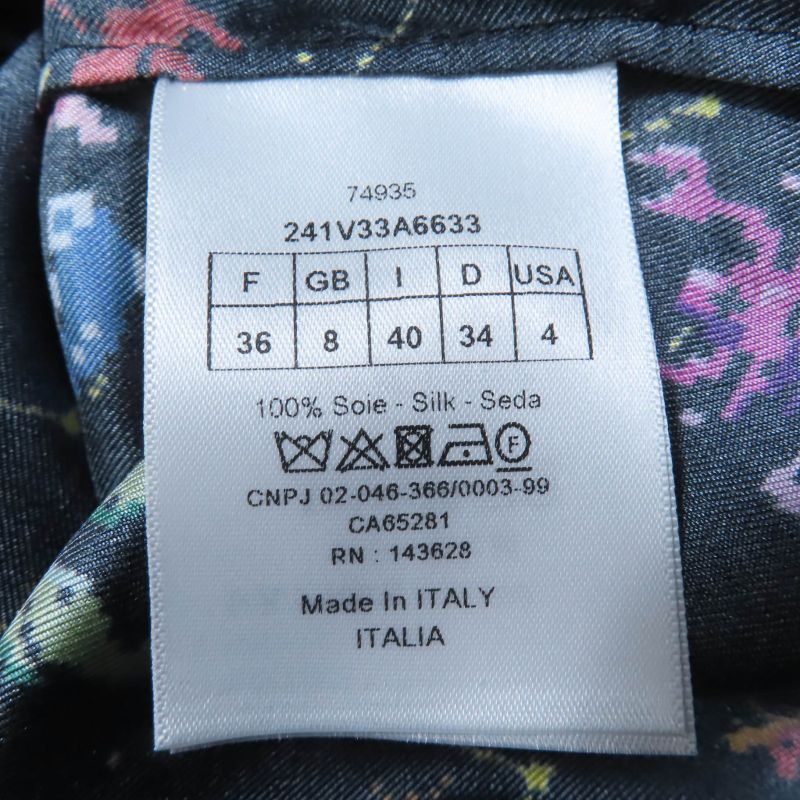 74935
241V33A6633
F GB I D USA
36 8 40 34 4
100% Soie - Silk - Seda
F
CNPJ 02-046-366/0003-99
CA65281
RN : 143628
Made In ITALY
ITALIA